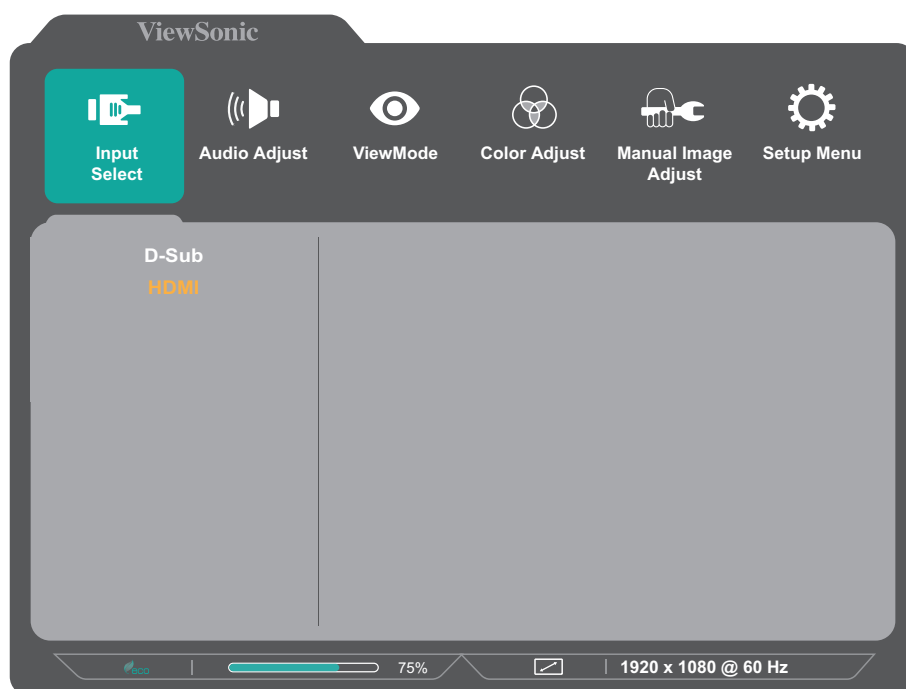 ViewSonic
Input
Select
Audio Adjust
ViewMode
Color Adjust
Manual Image
Adjust
Setup Menu
D-Sub
HDMI
eco
75%
1920 x 1080 @ 60 Hz